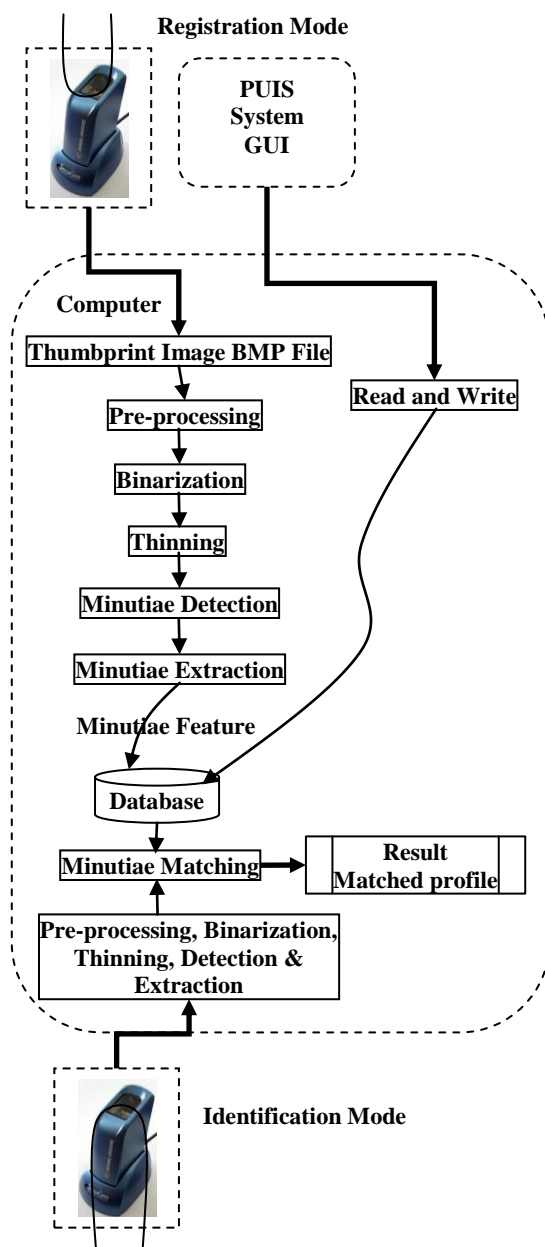 Registration Mode
PUIS
System
GUI
Computer
Thumbprint Image BMP File
Read and Write
Pre-processing
Binarization
Thinning
Minutiae Detection
Minutiae Extraction
Minutiae Feature
Database
Minutiae Matching
Result
Matched profile
Pre-processing, Binarization,
Thinning, Detection &
Extraction
Identification Mode